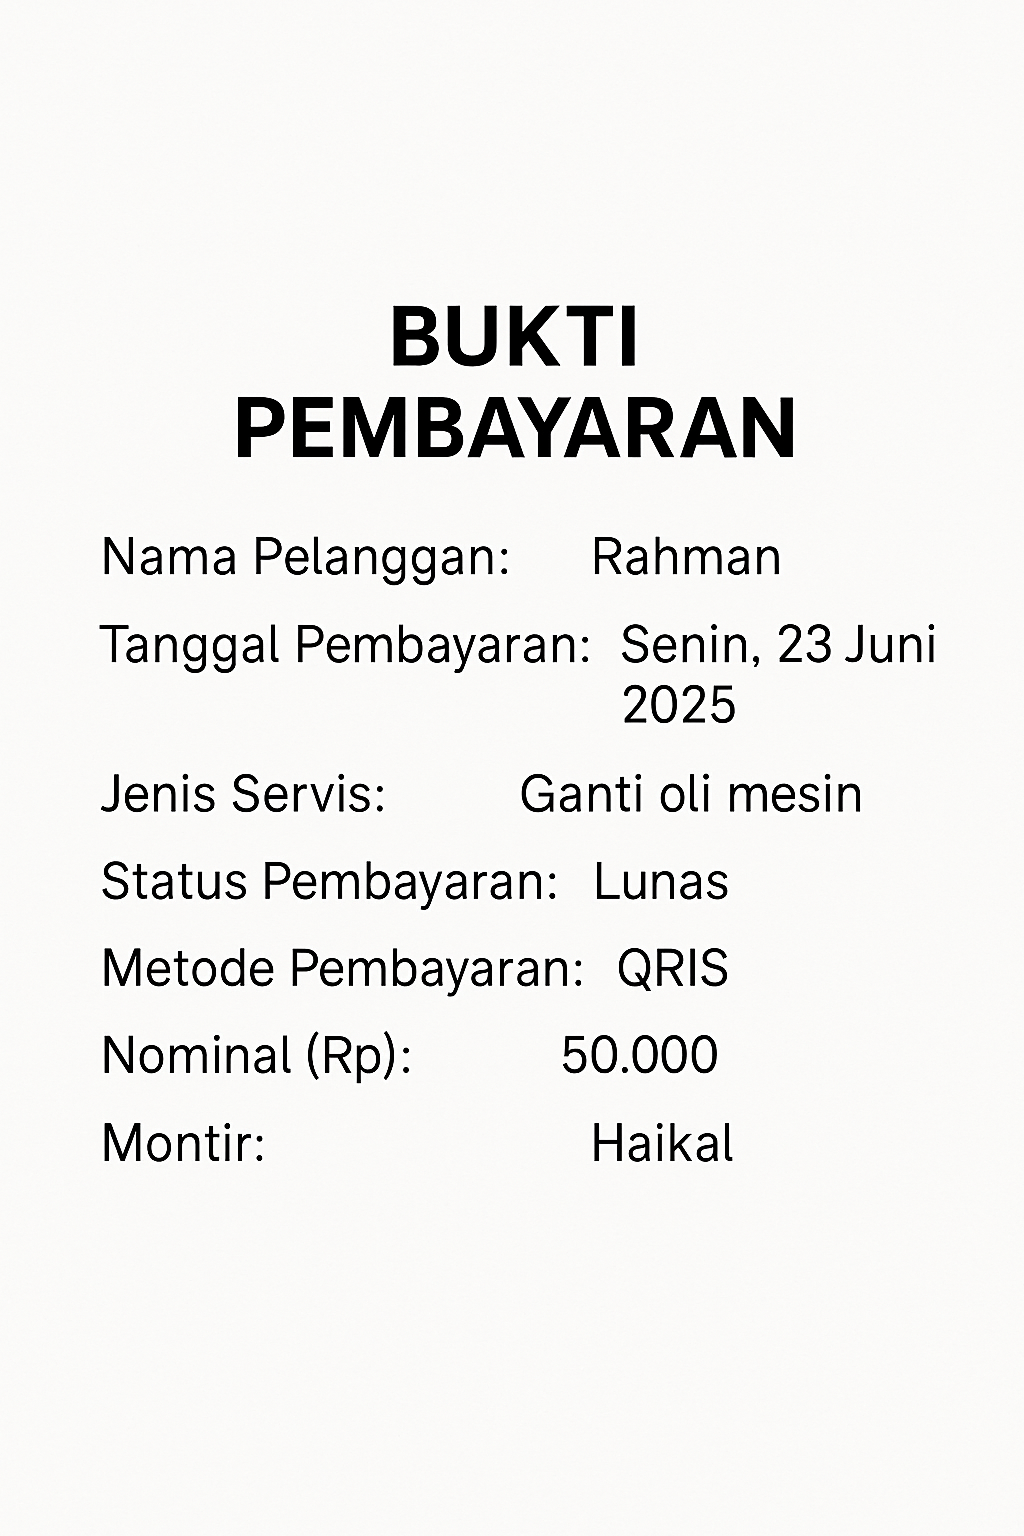 BUKTI
PEMBAYARAN
Nama Pelanggan: Rahman
Tanggal Pembayaran: Senin, 23 Juni
2025
Jenis Servis: Ganti oli mesin
Status Pembayaran: Lunas
Metode Pembayaran: QRIS
Nominal (Rp): 50.000
Montir: Haikal